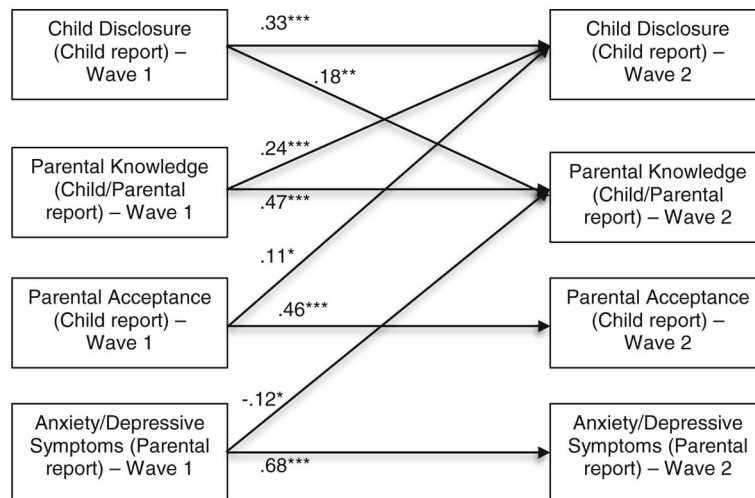 Child Disclosure
(Child report) –
Wave 1
.33***
Child Disclosure
(Child report) –
Wave 2
.18**
Parental Knowledge
(Child/Parental
report) – Wave 1
.24***
.47***
Parental Knowledge
(Child/Parental
report) – Wave 2
Parental Acceptance
(Child report) –
Wave 1
.11*
.46***
Parental Acceptance
(Child report) –
Wave 2
Anxiety/Depressive
Symptoms (Parental
report) – Wave 1
-.12*
.68***
Anxiety/Depressive
Symptoms (Parental
report) – Wave 2